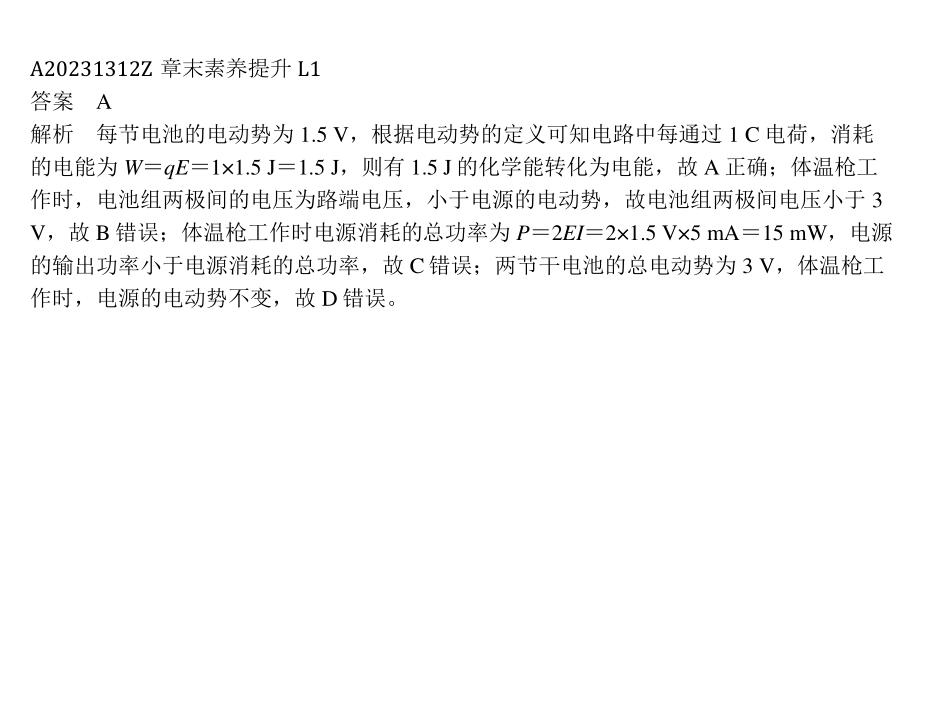 A20231312Z 章末素养提升 L1
答案　A
解析　每节电池的电动势为 1.5 V，根据电动势的定义可知电路中每通过 1 C 电荷，消耗
的电能为 W＝qE＝1×1.5 J＝1.5 J，则有 1.5 J 的化学能转化为电能，故 A 正确；体温枪工
作时，电池组两极间的电压为路端电压，小于电源的电动势，故电池组两极间电压小于 3
V，故 B 错误；体温枪工作时电源消耗的总功率为 P＝2EI＝2×1.5 V×5 mA＝15 mW，电源
的输出功率小于电源消耗的总功率，故 C 错误；两节干电池的总电动势为 3 V，体温枪工
作时，电源的电动势不变，故 D 错误。